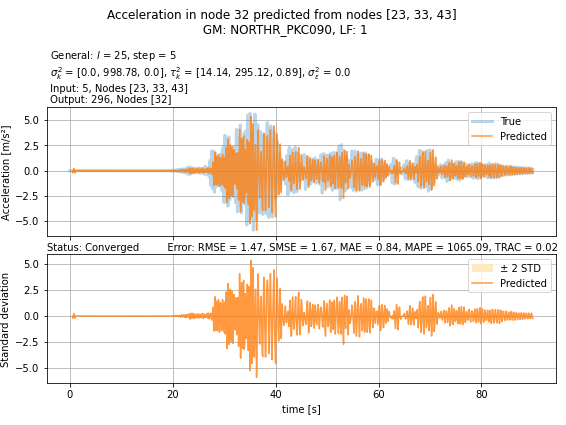 Acceleration in node 32 predicted from nodes [23, 33, 43]
GM: NORTHR_PKC090, LF: 1
General: l = 25, step = 5
σ²ₖ = [0.0, 998.78, 0.0], τ²ₖ = [14.14, 295.12, 0.89], σ²ₑ = 0.0
Input: 5, Nodes [23, 33, 43]
Output: 296, Nodes [32]
Acceleration [m/s²]
5.0
2.5
0.0
−2.5
−5.0
True
Predicted
Status: Converged Error: RMSE = 1.47, SMSE = 1.67, MAE = 0.84, MAPE = 1065.09, TRAC = 0.02
Standard deviation
5.0
2.5
0.0
−2.5
−5.0
± 2 STD
Predicted
0 20 40 60 80
time [s]